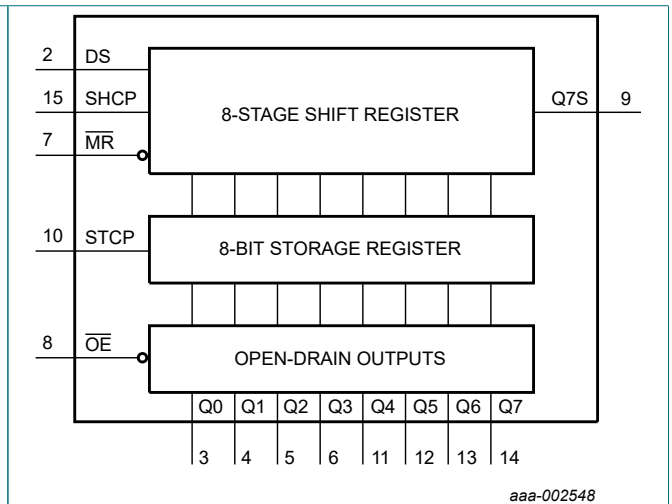 2 DS
15 SHCP
7 MR
8-STAGE SHIFT REGISTER
Q7S 9
10 STCP
8-BIT STORAGE REGISTER
8 OE
OPEN-DRAIN OUTPUTS
Q0 Q1 Q2 Q3 Q4 Q5 Q6 Q7
3 4 5 6 11 12 13 14
aaa-002548